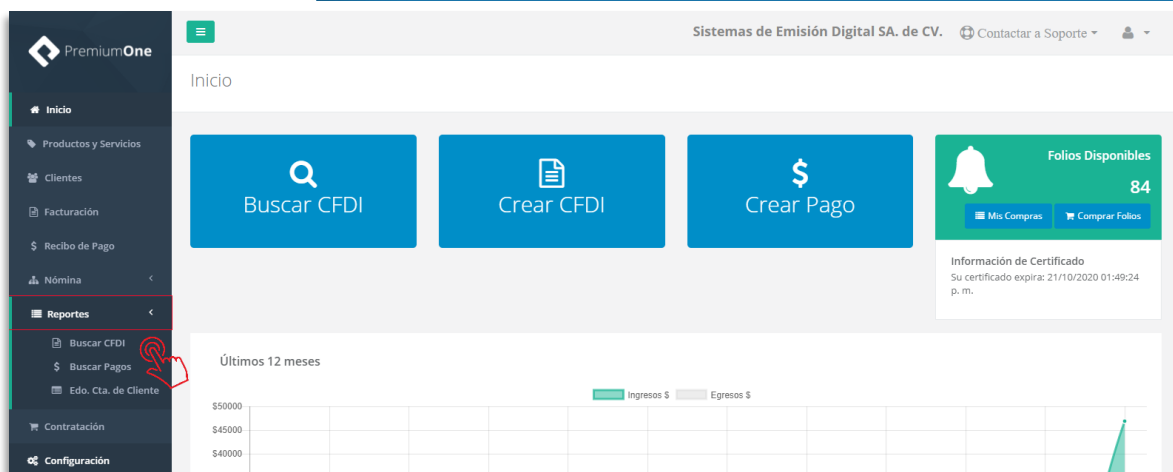 PremiumOne
Sistemas de Emisión Digital SA. de CV.
Contactar a Soporte
Inicio
Inicio
Productos y Servicios
Clientes
Facturación
$ Recibo de Pago
Nómina
Reportes
Buscar CFDI
$ Buscar Pagos
Edo. Cta. de Cliente
Contratación
Configuración
Buscar CFDI
Crear CFDI
$
Crear Pago
Folios Disponibles
84
Mis Compras
Comprar Folios
Información de Certificado
Su certificado expira: 21/10/2020 01:49:24
p. m.
Últimos 12 meses
Ingresos $
Egresos $
$50000
$45000
$40000